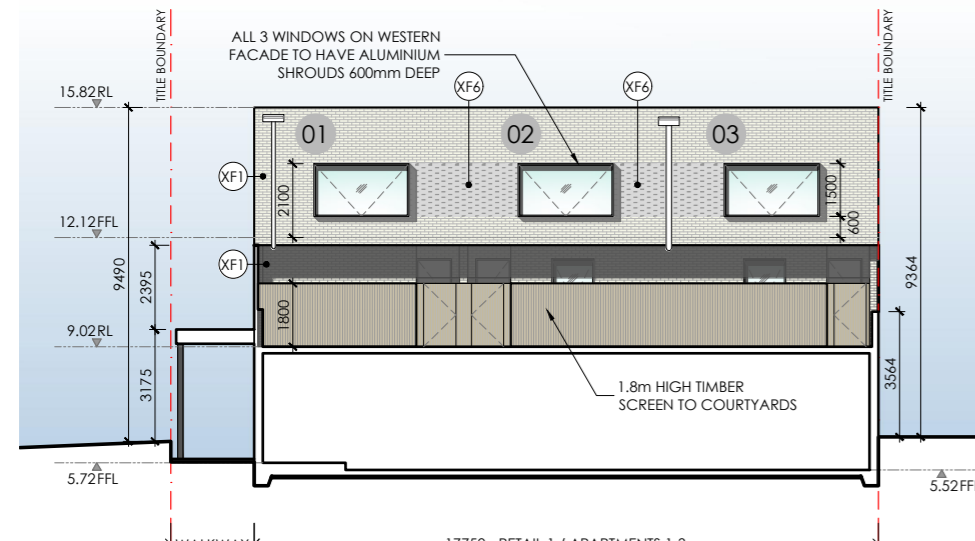 TITLE BOUNDARY
TITLE BOUNDARY
ALL 3 WINDOWS ON WESTERN
FACADE TO HAVE ALUMINIUM
SHROUDS 600mm DEEP
XF6
XF6
15.82RL
01
02
03
XF1
2100
1500
600
12.12FFL
XF1
9490
2395
9364
1800
9.02RL
3175
3564
1.8m HIGH TIMBER
SCREEN TO COURTYARDS
5.72FFL
5.52FFL